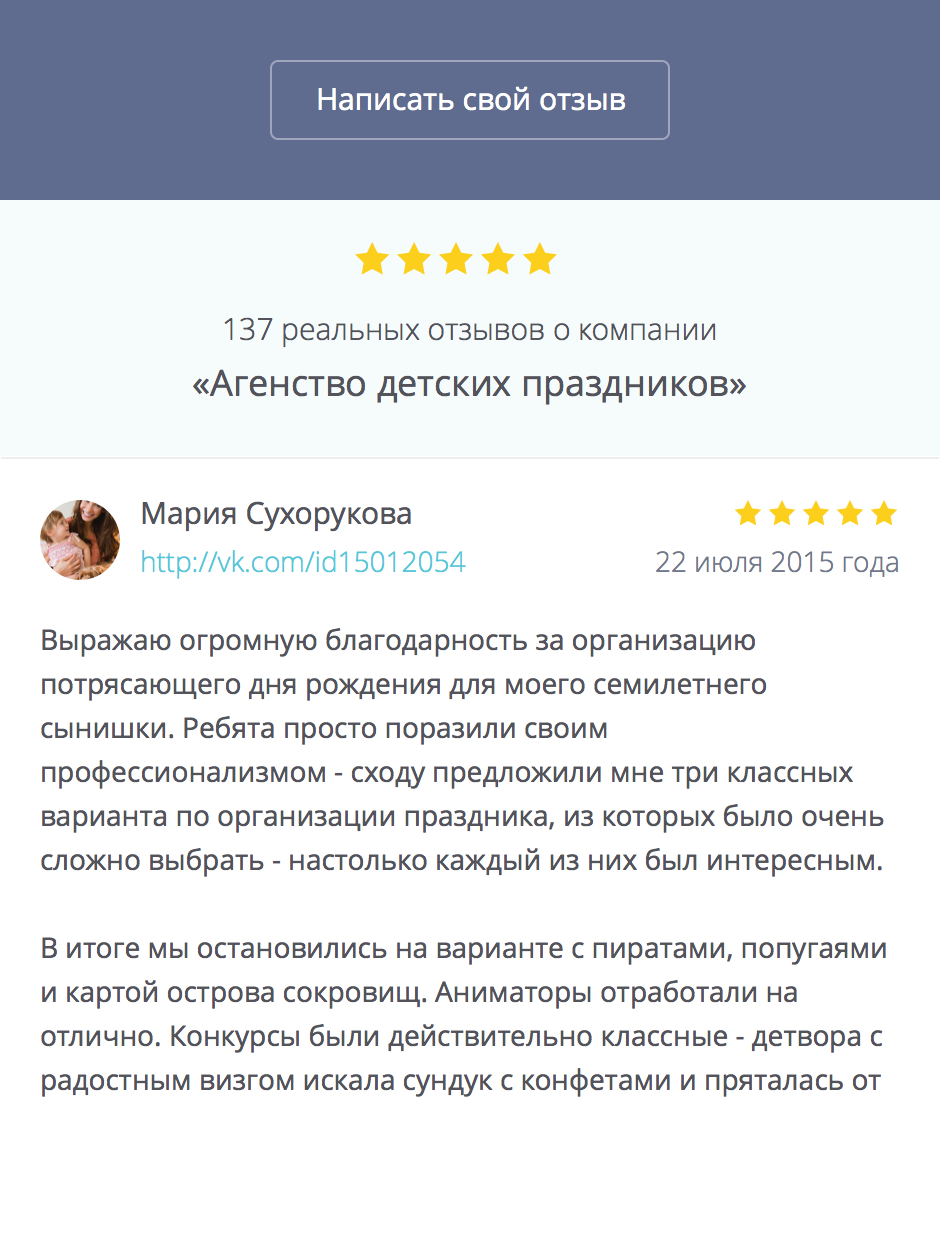 Написать свой отзыв
137 реальных отзывов о компании
«Агенство детских праздников»
Мария Сухорукова
http://vk.com/id15012054
22 июля 2015 года
Выражаю огромную благодарность за организацию
потрясающего дня рождения для моего семилетнего
сынишки. Ребята просто поразили своим
профессионализмом - сходу предложили мне три классных
варианта по организации праздника, из которых было очень
сложно выбрать - настолько каждый из них был интересным.
В итоге мы остановились на варианте с пиратами, попугаями
и картой острова сокровищ. Аниматоры отработали на
отлично. Конкурсы были действительно классные - детвора с
радостным визгом искала сундук с конфетами и пряталась от